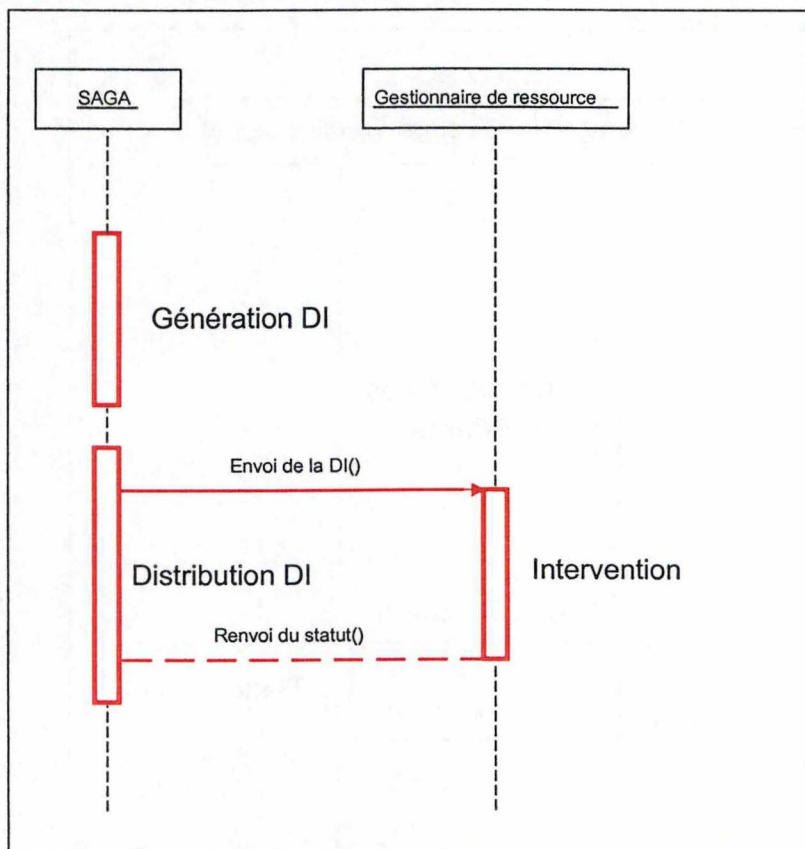 SAGA
Gestionnaire de ressource
Génération DI
Envoi de la DI()
Distribution DI
Intervention
Renvoi du statut()